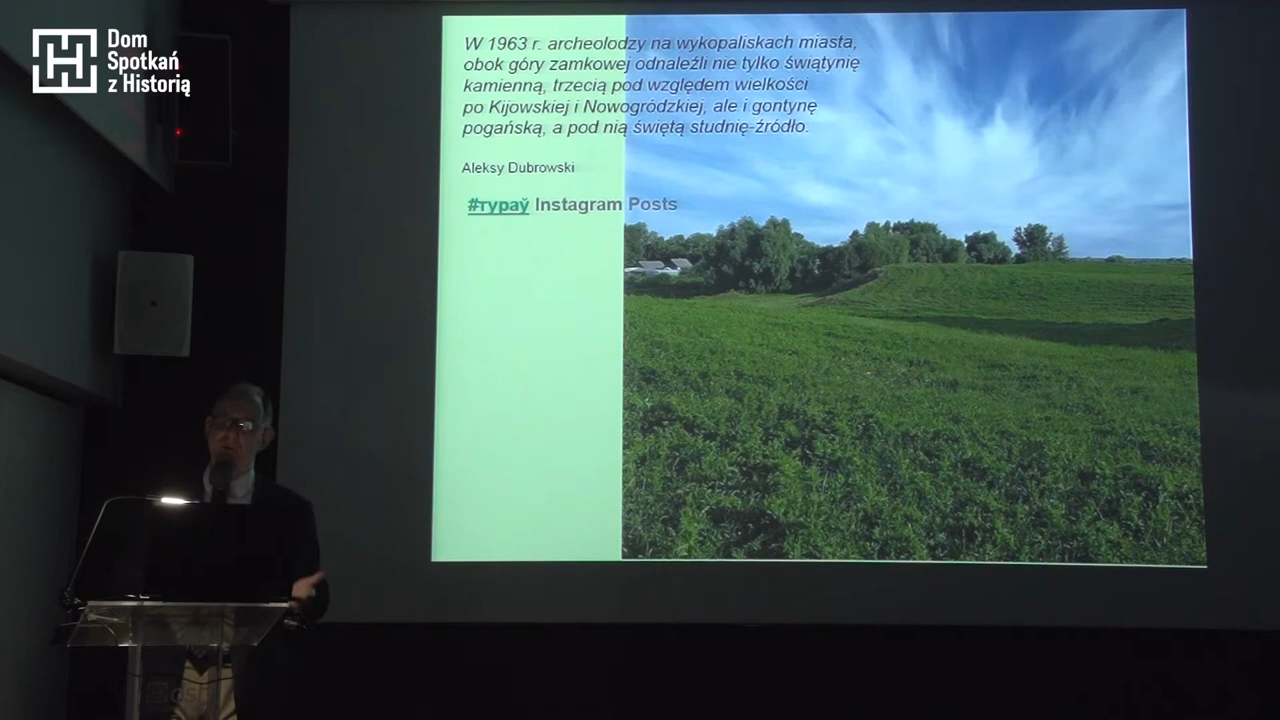 Dom
Spotkań
z Historią
W 1963 r. archeolodzy na wykopaliskach miasta,
obok góry zamkowej odnaleźli nie tylko świątynię
kamienną, trzecią pod względem wielkości
po Kijowskiej i Nowogródzkiej, ale i gontynę
pogańską, a pod nią świętą studnię-źródło.
Aleksy Dubrowski
#тураў Instagram Posts